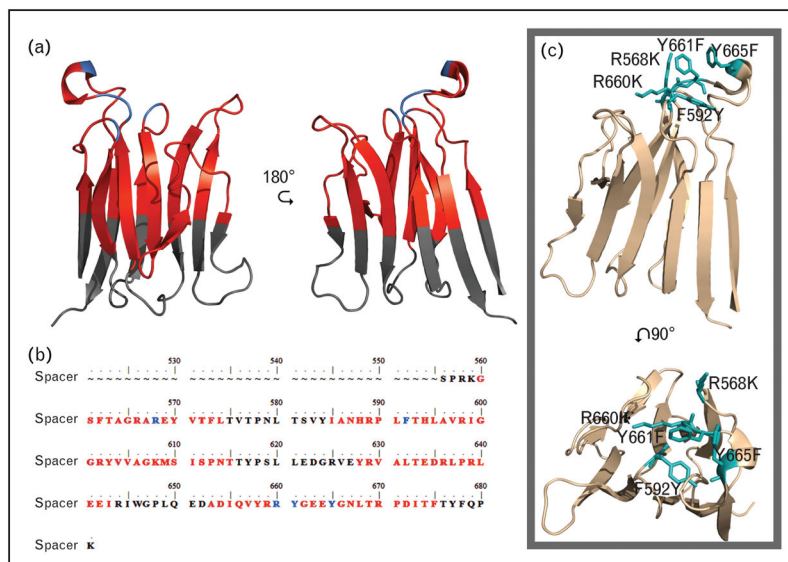 (a)
180°
(b)
530 540 550 560
Spacer ~~~~~~~~~~ ~~~~~~~~~~ ~~~~~~~~~~ ~~~~~SPRKG
570 580 590 600
Spacer SFTAGRAREY VTFLTVTPNL TSVYIANHRP LFTHLAVRIG
610 620 630 640
Spacer GRYVVAGKMS ISPNTTYPSL LEDGRVEYRV ALTEDRLPRL
650 660 670 680
Spacer EEIRIWGPLQ EDADIQVYRR YGEEYGNLTR PDITFTYFQP
Spacer K
(c)
Y661F
Y665F
R568K
R660K
F592Y
90°
R568K
R660K
Y661F
Y665F
F592Y